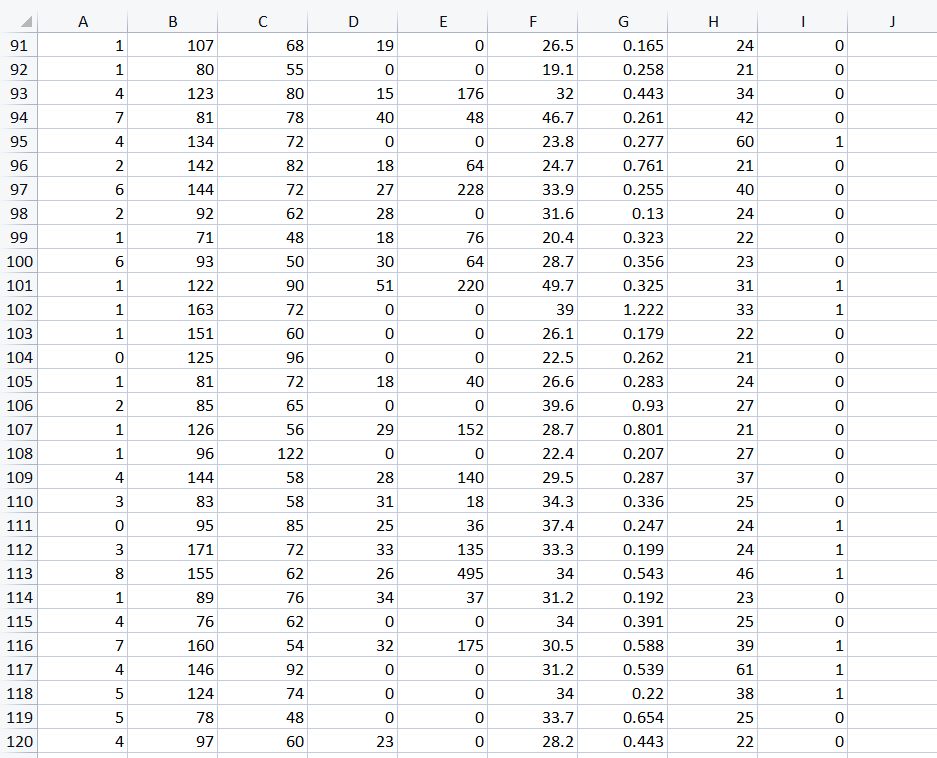 A B C D E F G H I J
91 1 107 68 19 0 26.5 0.165 24 0
92 1 80 55 0 0 19.1 0.258 21 0
93 4 123 80 15 176 32 0.443 34 0
94 7 81 78 40 48 46.7 0.261 42 0
95 4 134 72 0 0 23.8 0.277 60 1
96 2 142 82 18 64 24.7 0.761 21 0
97 6 144 72 27 228 33.9 0.255 40 0
98 2 92 62 28 0 31.6 0.13 24 0
99 1 71 48 18 76 20.4 0.323 22 0
100 6 93 50 30 64 28.7 0.356 23 0
101 1 122 90 51 220 49.7 0.325 31 1
102 1 163 72 0 0 39 1.222 33 1
103 1 151 60 0 0 26.1 0.179 22 0
104 0 125 96 0 0 22.5 0.262 21 0
105 1 81 72 18 40 26.6 0.283 24 0
106 2 85 65 0 0 39.6 0.93 27 0
107 1 126 56 29 152 28.7 0.801 21 0
108 1 96 122 0 0 22.4 0.207 27 0
109 4 144 58 28 140 29.5 0.287 37 0
110 3 83 58 31 18 34.3 0.336 25 0
111 0 95 85 25 36 37.4 0.247 24 1
112 3 171 72 33 135 33.3 0.199 24 1
113 8 155 62 26 495 34 0.543 46 1
114 1 89 76 34 37 31.2 0.192 23 0
115 4 76 62 0 0 34 0.391 25 0
116 7 160 54 32 175 30.5 0.588 39 1
117 4 146 92 0 0 31.2 0.539 61 1
118 5 124 74 0 0 34 0.22 38 1
119 5 78 48 0 0 33.7 0.654 25 0
120 4 97 60 23 0 28.2 0.443 22 0